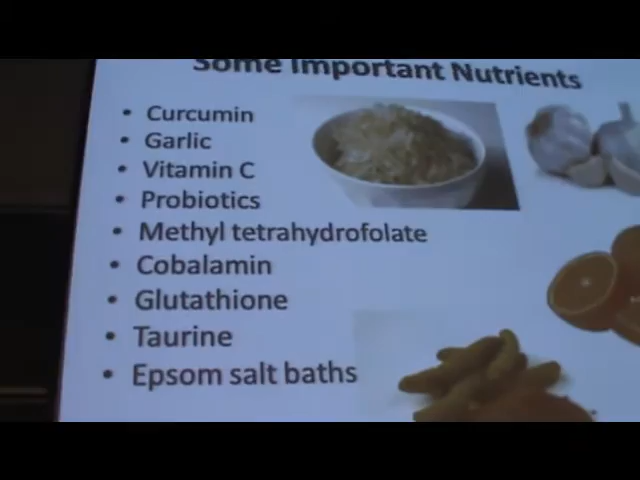 Some Important Nutrients
• Curcumin
• Garlic
• Vitamin C
• Probiotics
• Methyl tetrahydrofolate
• Cobalamin
• Glutathione
• Taurine
• Epsom salt baths